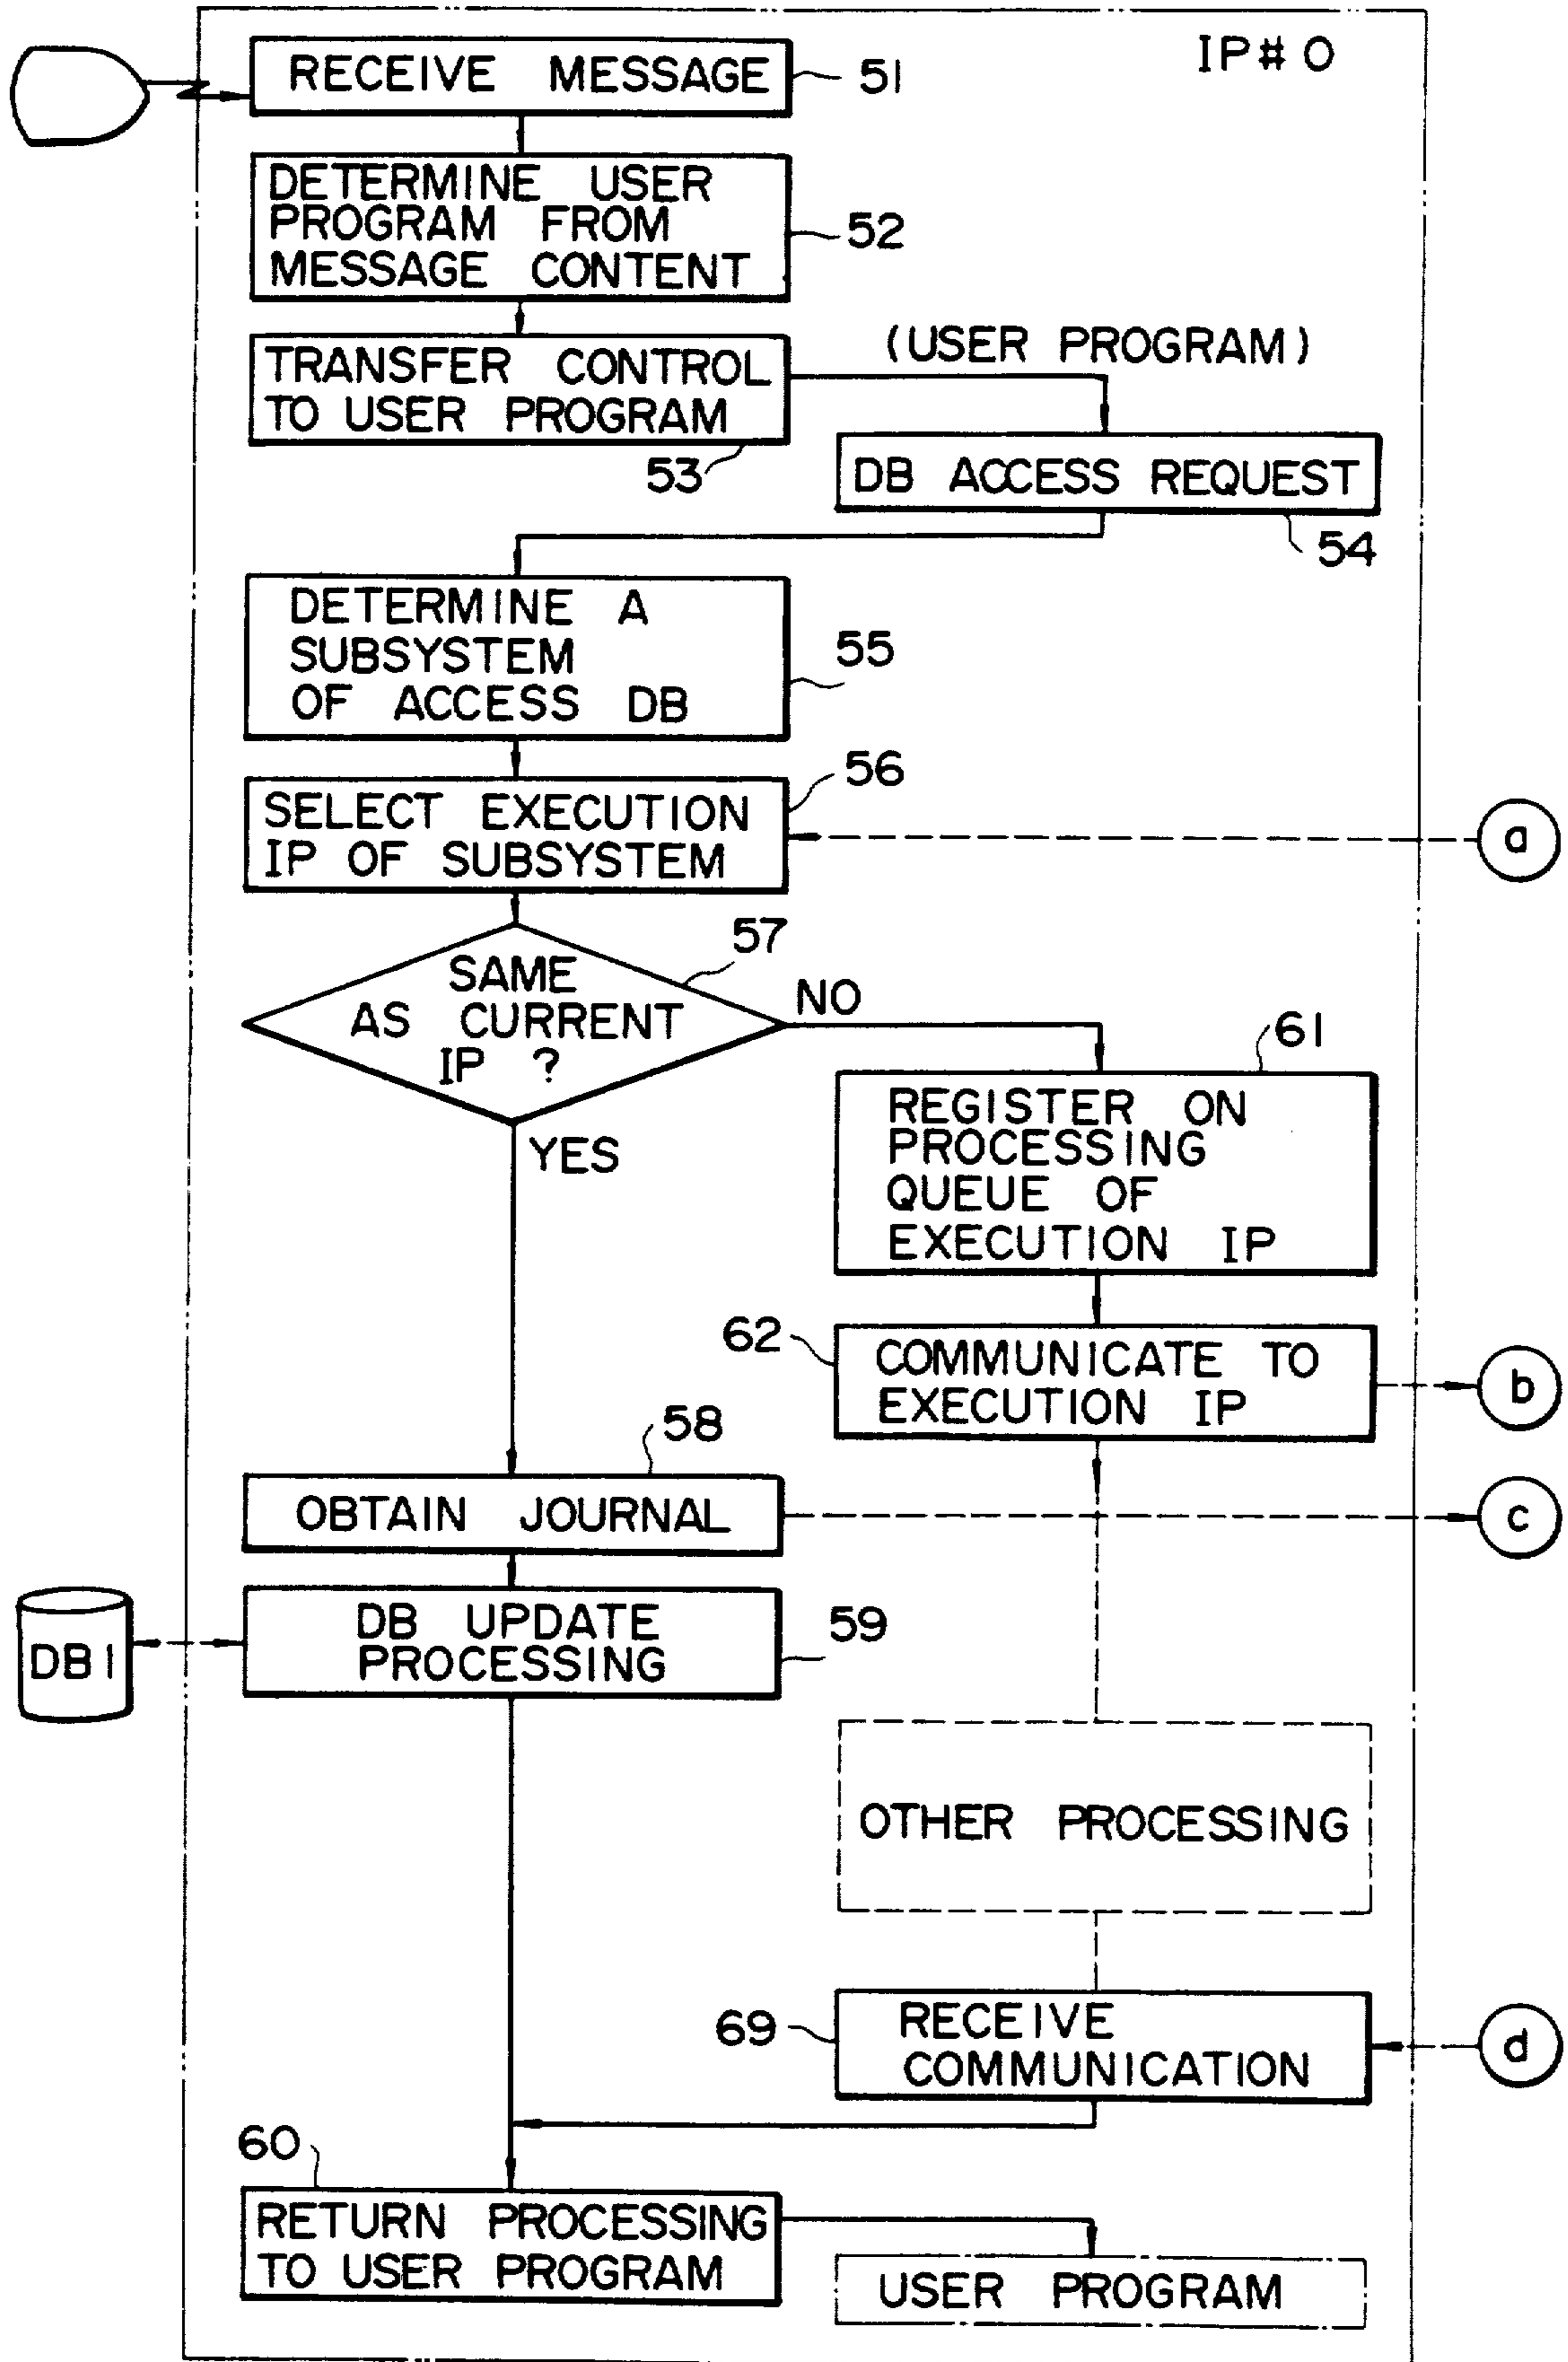 IP# 0
RECEIVE MESSAGE
51
DETERMINE USER
PROGRAM FROM
MESSAGE CONTENT
52
TRANSFER CONTROL
TO USER PROGRAM
53
(USER PROGRAM)
DB ACCESS REQUEST
54
DETERMINE A
SUBSYSTEM
OF ACCESS DB
55
56
SELECT EXECUTION
IP OF SUBSYSTEM
a
57
SAME
AS CURRENT
IP ?
NO
YES
61
REGISTER ON
PROCESSING
QUEUE OF
EXECUTION IP
62
COMMUNICATE TO
EXECUTION IP
b
58
OBTAIN JOURNAL
c
DB1
DB UPDATE
PROCESSING
59
OTHER PROCESSING
69
RECEIVE
COMMUNICATION
d
60
RETURN PROCESSING
TO USER PROGRAM
USER PROGRAM